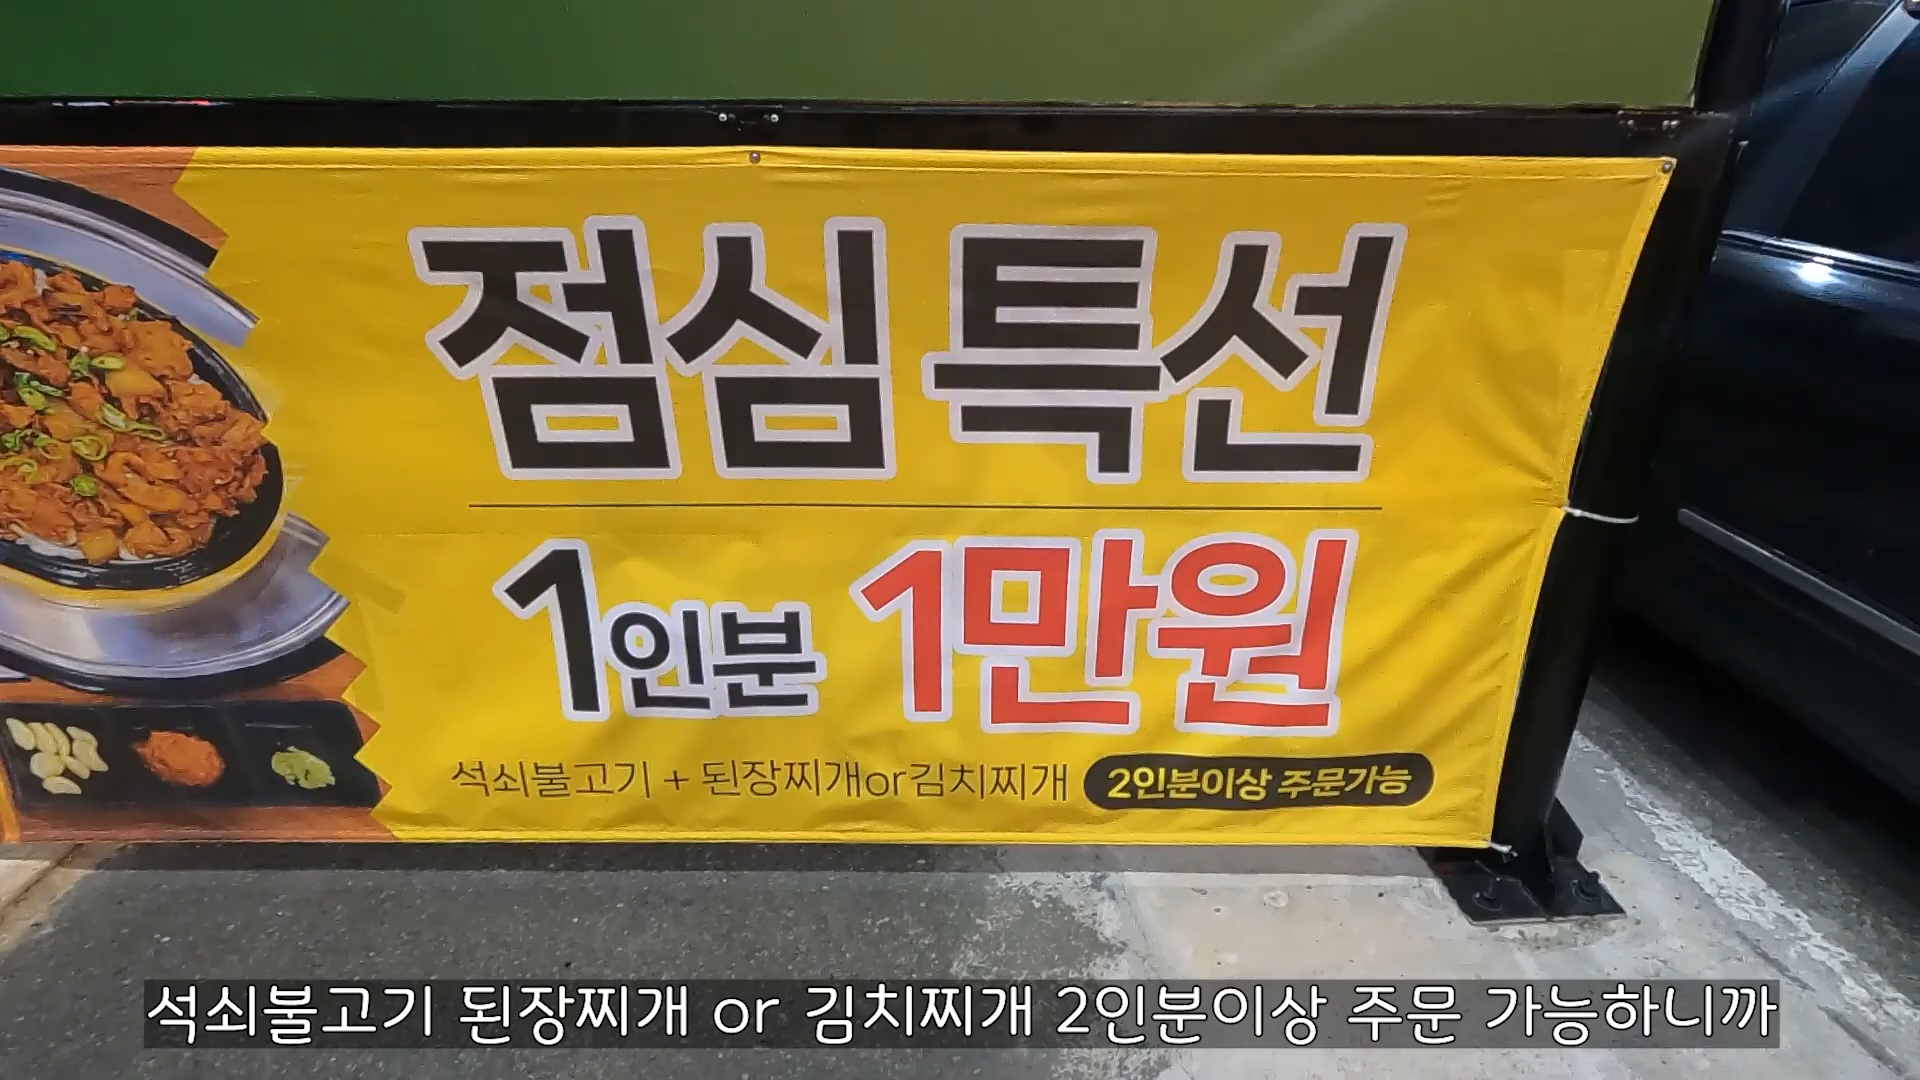 점심 특선
1인분 1만원
석쇠불고기 + 된장찌개or김치찌개 2인분이상 주문가능
석쇠불고기 된장찌개 or 김치찌개 2인분이상 주문 가능하니까